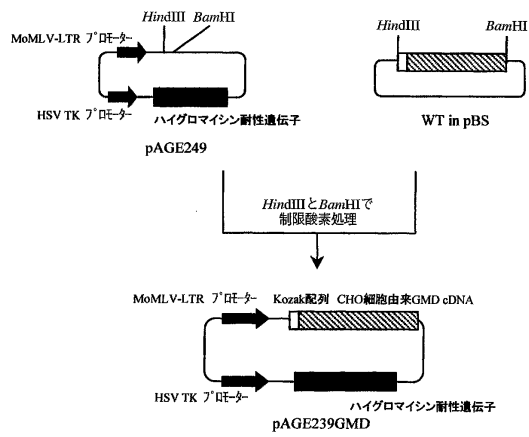 HindIII
BamHI
MoMLV-LTR プロモーター
HSV TK プロモーター
ハイグロマイシン耐性遺伝子
pAGE249
HindIII
BamHI
WT in pBS
HindIIIとBamHIで
制限酸素処理
MoMLV-LTR プロモーター
Kozak配列 CHO細胞由来GMD cDNA
HSV TK プロモーター
ハイグロマイシン耐性遺伝子
pAGE239GMD